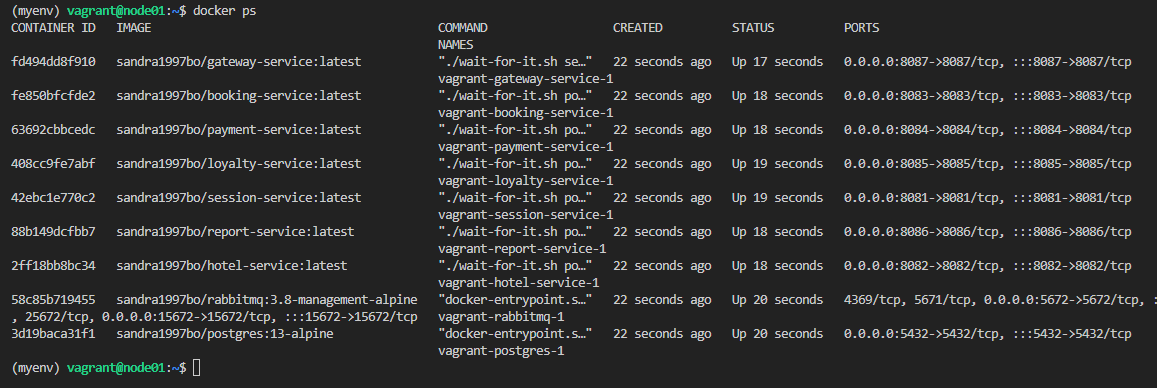 (myenv) vagrant@node01:~$ docker ps
CONTAINER ID   IMAGE                                          COMMAND                  CREATED          STATUS          PORTS
                                                              NAMES
fd494dd8f910   sandra1997bo/gateway-service:latest            "./wait-for-it.sh se…"   22 seconds ago   Up 17 seconds   0.0.0.0:8087->8087/tcp, :::8087->8087/tcp
                                                              vagrant-gateway-service-1
fe850bfcfde2   sandra1997bo/booking-service:latest            "./wait-for-it.sh po…"   22 seconds ago   Up 18 seconds   0.0.0.0:8083->8083/tcp, :::8083->8083/tcp
                                                              vagrant-booking-service-1
63692cbbcedc   sandra1997bo/payment-service:latest            "./wait-for-it.sh po…"   22 seconds ago   Up 18 seconds   0.0.0.0:8084->8084/tcp, :::8084->8084/tcp
                                                              vagrant-payment-service-1
408cc9fe7abf   sandra1997bo/loyalty-service:latest            "./wait-for-it.sh po…"   22 seconds ago   Up 19 seconds   0.0.0.0:8085->8085/tcp, :::8085->8085/tcp
                                                              vagrant-loyalty-service-1
42ebc1e770c2   sandra1997bo/session-service:latest            "./wait-for-it.sh po…"   22 seconds ago   Up 19 seconds   0.0.0.0:8081->8081/tcp, :::8081->8081/tcp
                                                              vagrant-session-service-1
88b149dcfbb7   sandra1997bo/report-service:latest             "./wait-for-it.sh po…"   22 seconds ago   Up 18 seconds   0.0.0.0:8086->8086/tcp, :::8086->8086/tcp
                                                              vagrant-report-service-1
2ff18bb8bc34   sandra1997bo/hotel-service:latest              "./wait-for-it.sh po…"   22 seconds ago   Up 18 seconds   0.0.0.0:8082->8082/tcp, :::8082->8082/tcp
                                                              vagrant-hotel-service-1
58c85b719455   sandra1997bo/rabbitmq:3.8-management-alpine    "docker-entrypoint.s…"   22 seconds ago   Up 20 seconds   4369/tcp, 5671/tcp, 0.0.0.0:5672->5672/tcp, :
, 25672/tcp, 0.0.0.0:15672->15672/tcp, :::15672->15672/tcp    vagrant-rabbitmq-1
3d19baca31f1   sandra1997bo/postgres:13-alpine                "docker-entrypoint.s…"   22 seconds ago   Up 20 seconds   0.0.0.0:5432->5432/tcp, :::5432->5432/tcp
                                                              vagrant-postgres-1
(myenv) vagrant@node01:~$